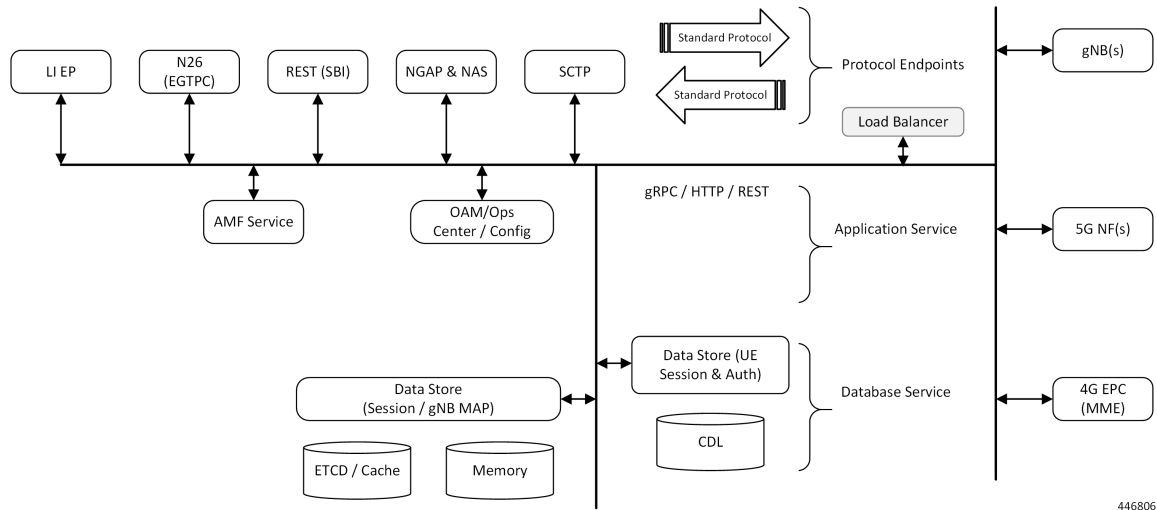 Standard Protocol
LI EP
N26
(EGTPC)
REST (SBI)
NGAP & NAS
SCTP
Protocol Endpoints
gNB(s)
Standard Protocol
Load Balancer
gRPC / HTTP / REST
AMF Service
OAM/Ops
Center / Config
Application Service
5G NF(s)
Data Store (UE
Session & Auth)
Data Store
(Session / gNB MAP)
Database Service
4G EPC
(MME)
CDL
ETCD / Cache
Memory
446806